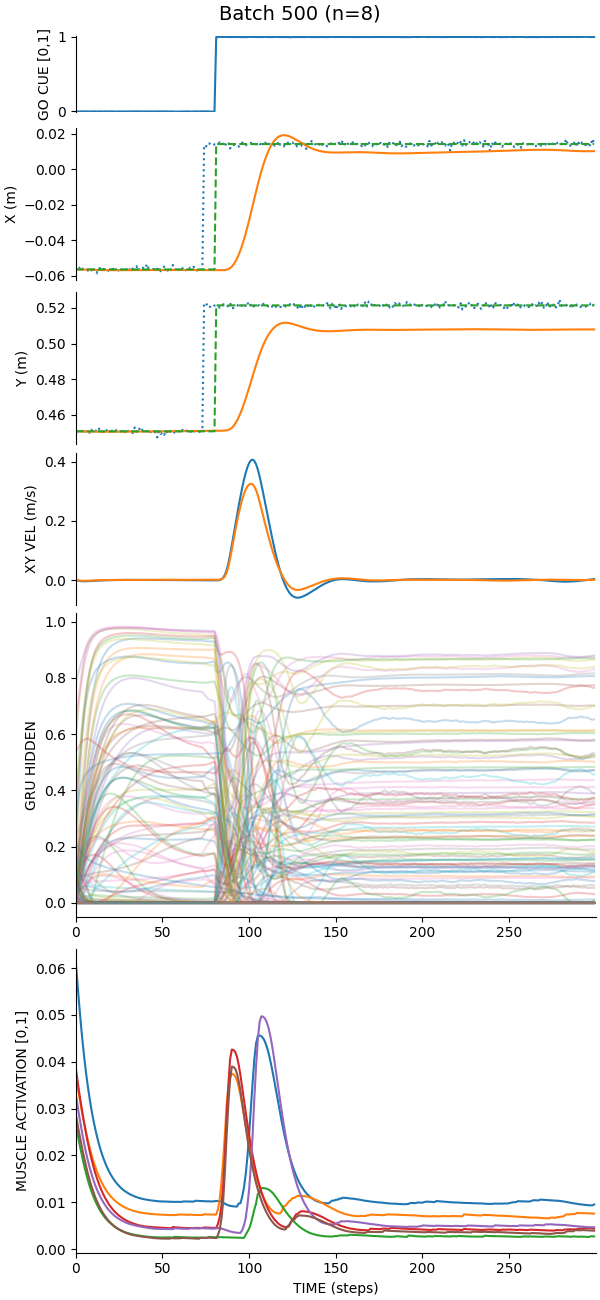 Batch 500 (n=8)
GO CUE [0,1]
1
0
X (m)
0.02
0.00
−0.02
−0.04
−0.06
Y (m)
0.52
0.50
0.48
0.46
XY VEL (m/s)
0.4
0.2
0.0
GRU HIDDEN
1.0
0.8
0.6
0.4
0.2
0.0
0 50 100 150 200 250
MUSCLE ACTIVATION [0,1]
0.06
0.05
0.04
0.03
0.02
0.01
0.00
0 50 100 150 200 250
TIME (steps)